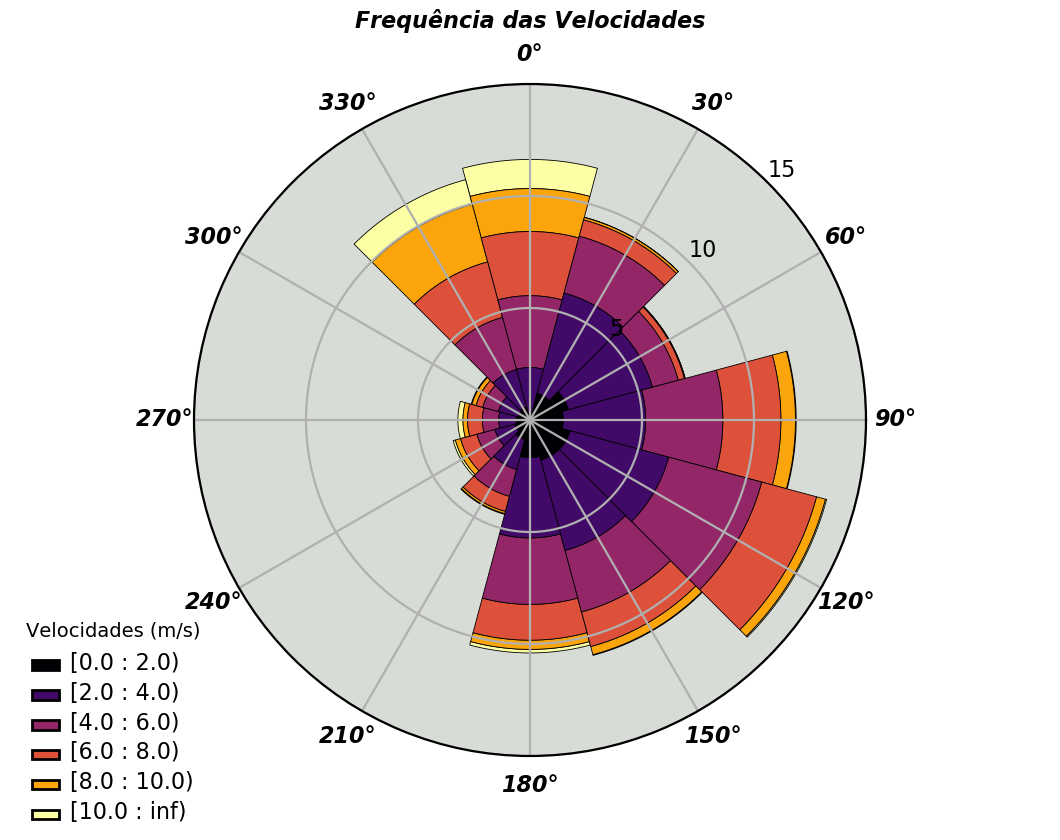 Frequência das Velocidades
0°
330°
30°
15
300°
60°
10
5
270°
90°
240°
120°
210°
150°
180°
Velocidades (m/s)
[0.0 : 2.0)
[2.0 : 4.0)
[4.0 : 6.0)
[6.0 : 8.0)
[8.0 : 10.0)
[10.0 : inf)